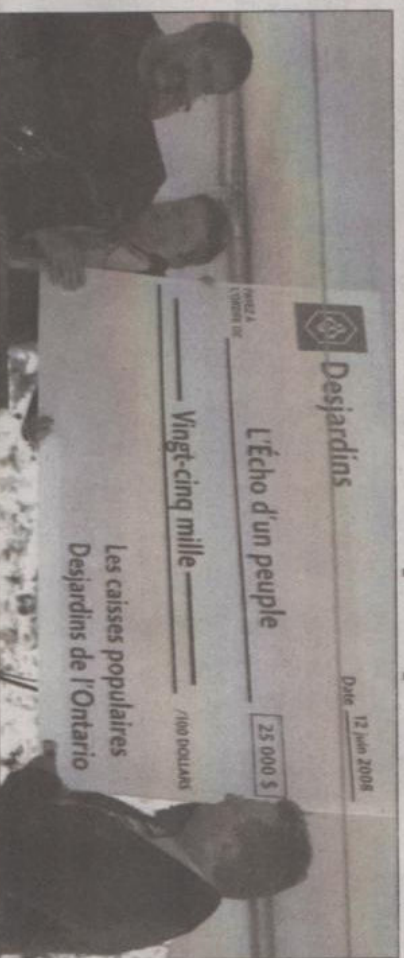 Desjardins
Date 12 juin 2008
PAYEZ À
L'ORDRE DE
L'Écho d'un peuple
25 000 $
Vingt-cinq mille
/100 DOLLARS
Les caisses populaires
Desjardins de l'Ontario